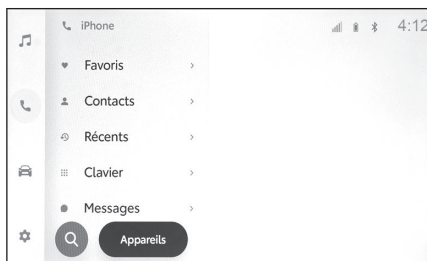 iPhone
4:12
Favoris
Contacts
Récents
Clavier
Messages
Appareils